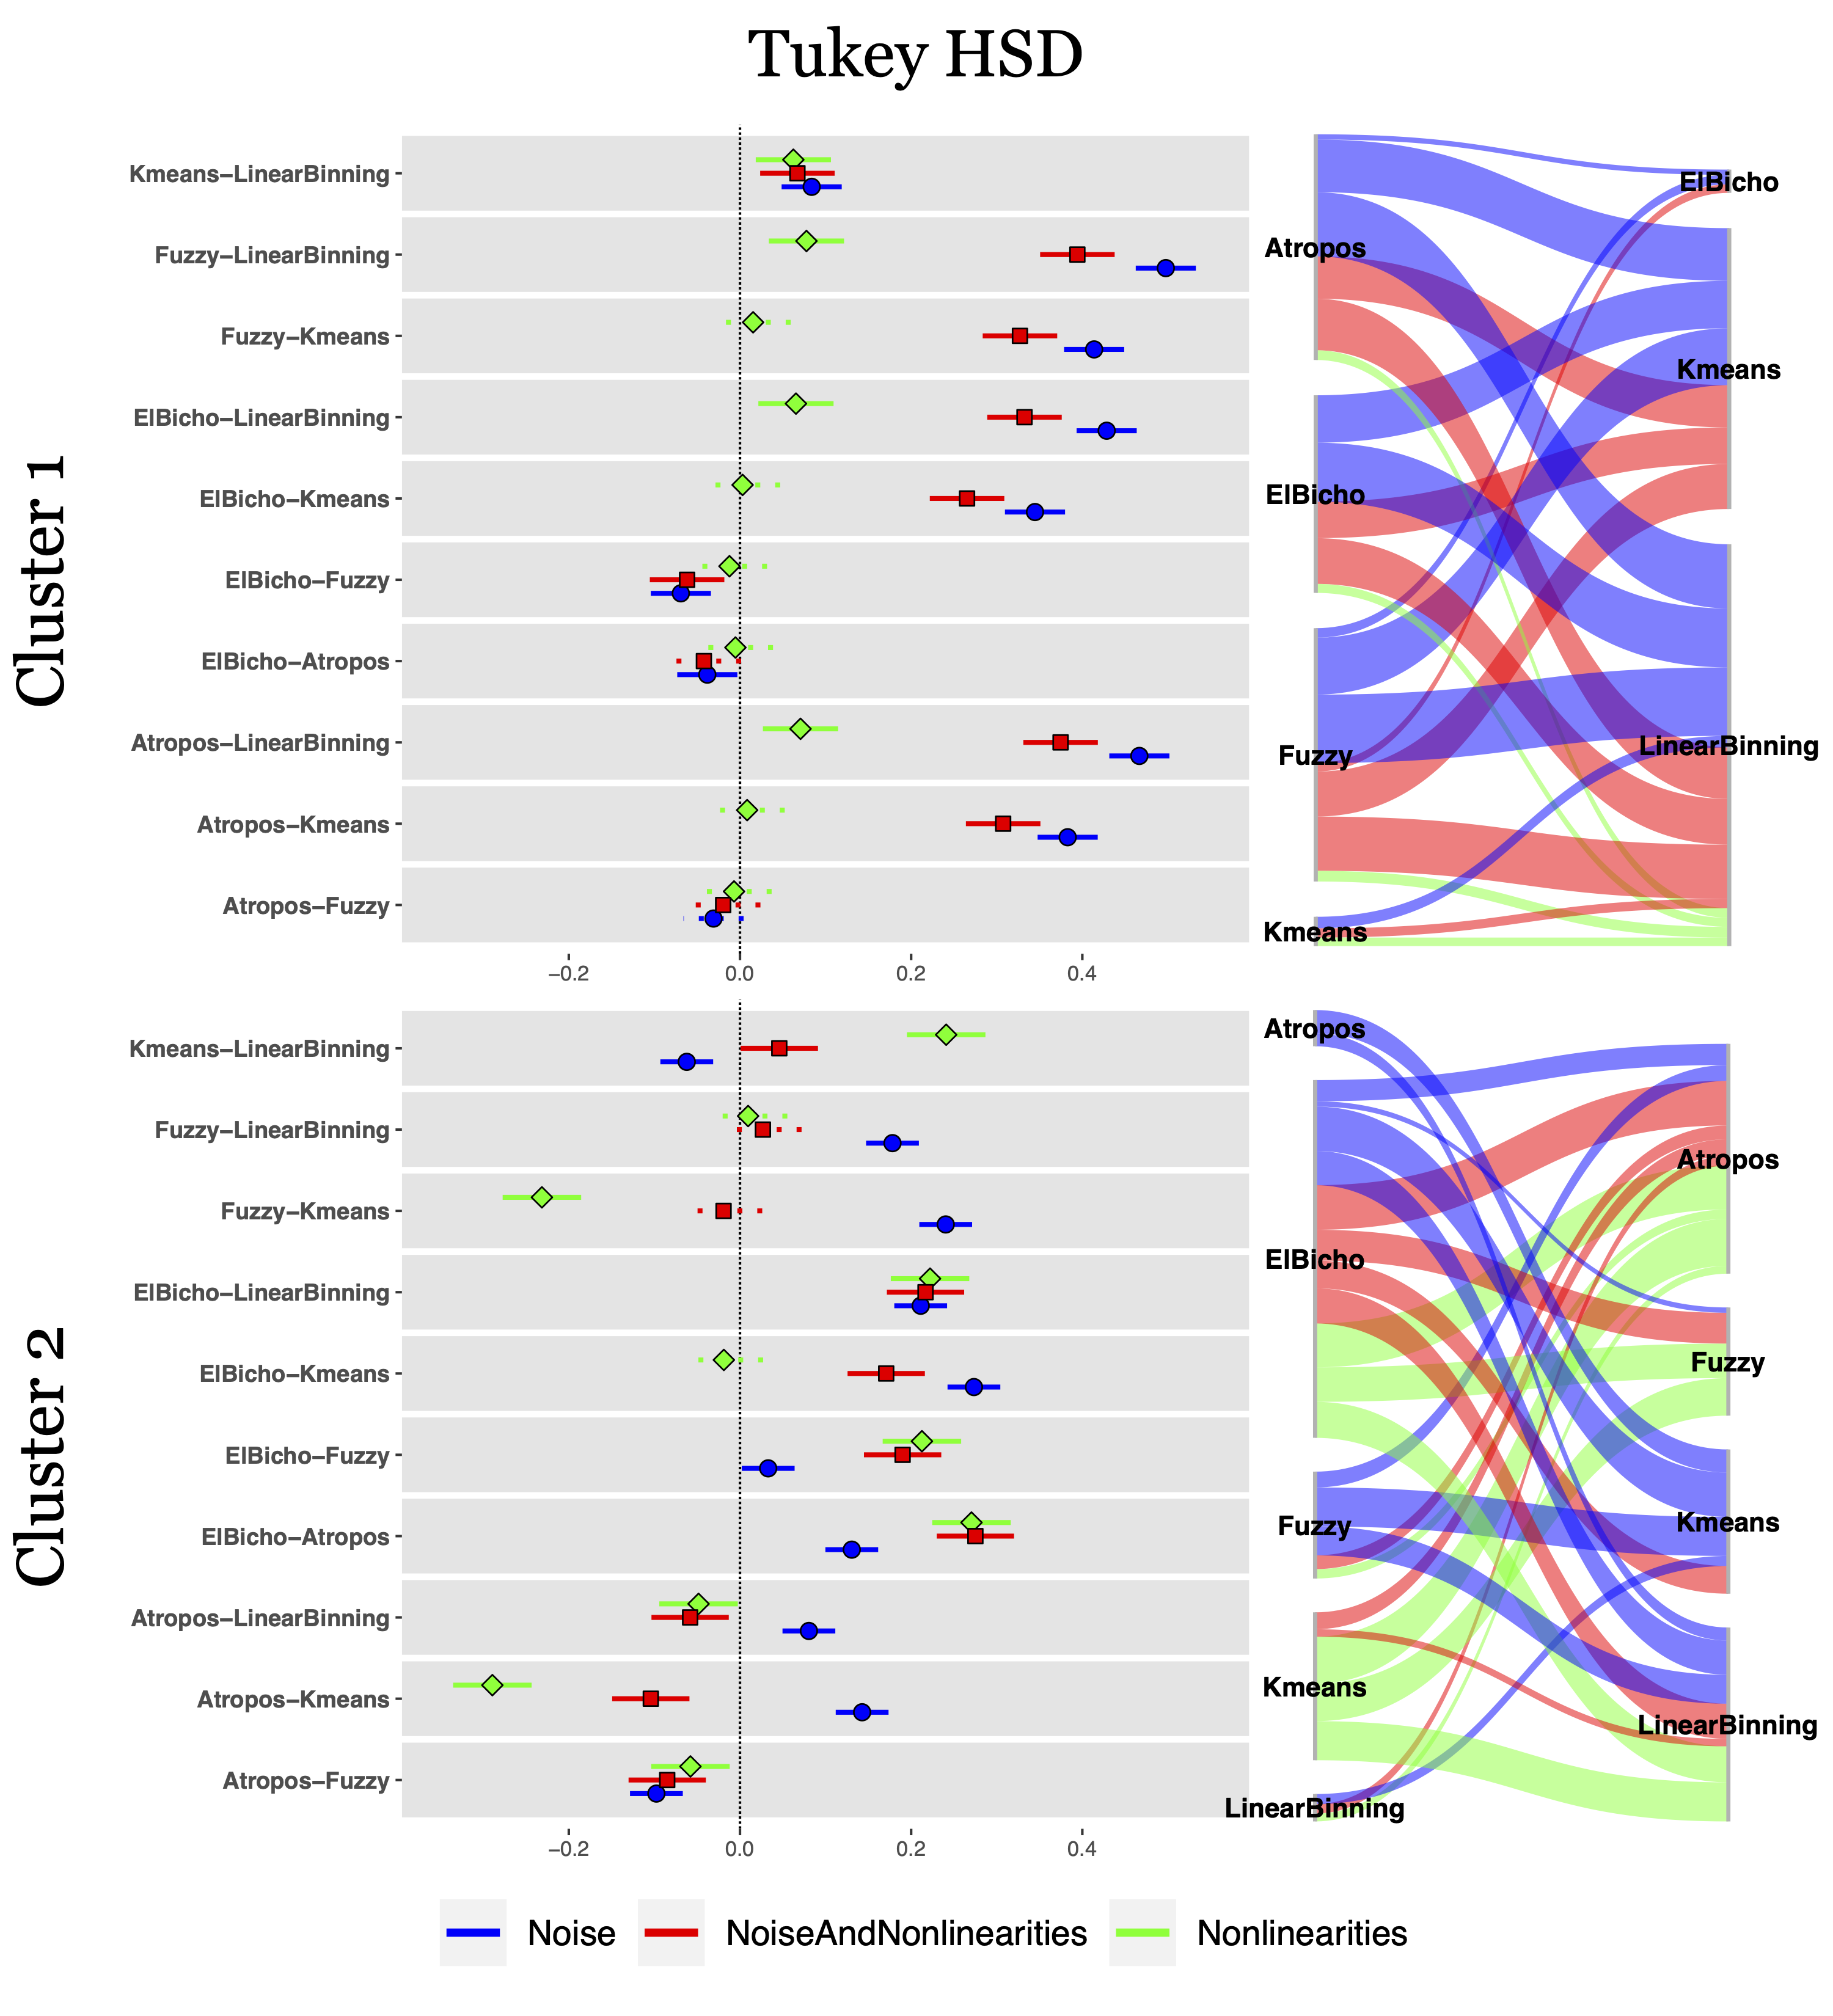 Tukey HSD
Cluster 1
Kmeans−LinearBinning
Fuzzy−LinearBinning
Fuzzy−Kmeans
ElBicho−LinearBinning
ElBicho−Kmeans
ElBicho−Fuzzy
ElBicho−Atropos
Atropos−LinearBinning
Atropos−Kmeans
Atropos−Fuzzy
−0.2 0.0 0.2 0.4
Atropos
ElBicho
Fuzzy
Kmeans
ElBicho
Kmeans
LinearBinning
Cluster 2
Kmeans−LinearBinning
Fuzzy−LinearBinning
Fuzzy−Kmeans
ElBicho−LinearBinning
ElBicho−Kmeans
ElBicho−Fuzzy
ElBicho−Atropos
Atropos−LinearBinning
Atropos−Kmeans
Atropos−Fuzzy
−0.2 0.0 0.2 0.4
Atropos
ElBicho
Fuzzy
Kmeans
LinearBinning
Atropos
Fuzzy
Kmeans
LinearBinning
Noise NoiseAndNonlinearities Nonlinearities